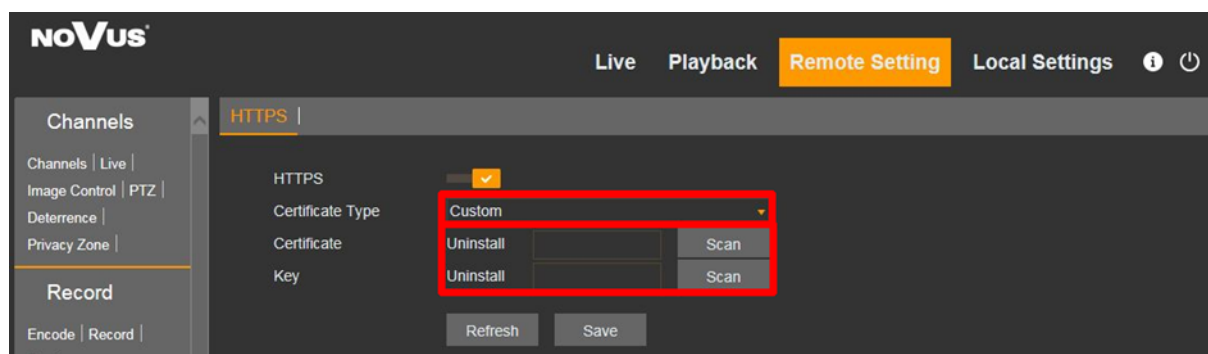 NOVUS
Live Playback Remote Setting Local Settings
Channels
Channels | Live |
Image Control | PTZ |
Deterrence |
Privacy Zone |
Record
Encode | Record |
HTTPS |
HTTPS
Certificate Type Custom
Certificate Uninstall Scan
Key Uninstall Scan
Refresh Save